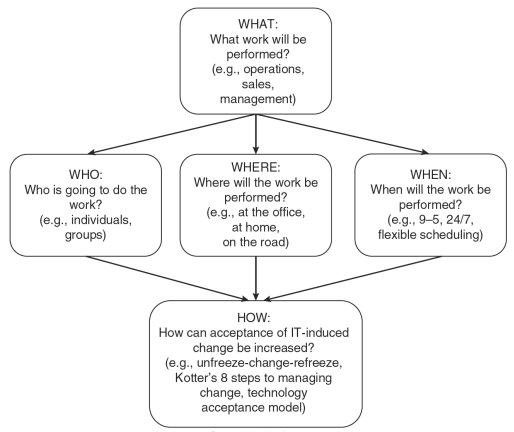 WHAT:
What work will be
performed?
(e.g., operations,
sales,
management)
WHO:
Who is going to do the
work?
(e.g., individuals,
groups)
WHERE:
Where will the work be
performed?
(e.g., at the office,
at home,
on the road)
WHEN:
When will the work be
performed?
(e.g., 9–5, 24/7,
flexible scheduling)
HOW:
How can acceptance of IT-induced
change be increased?
(e.g., unfreeze-change-refreeze,
Kotter's 8 steps to managing
change, technology
acceptance model)